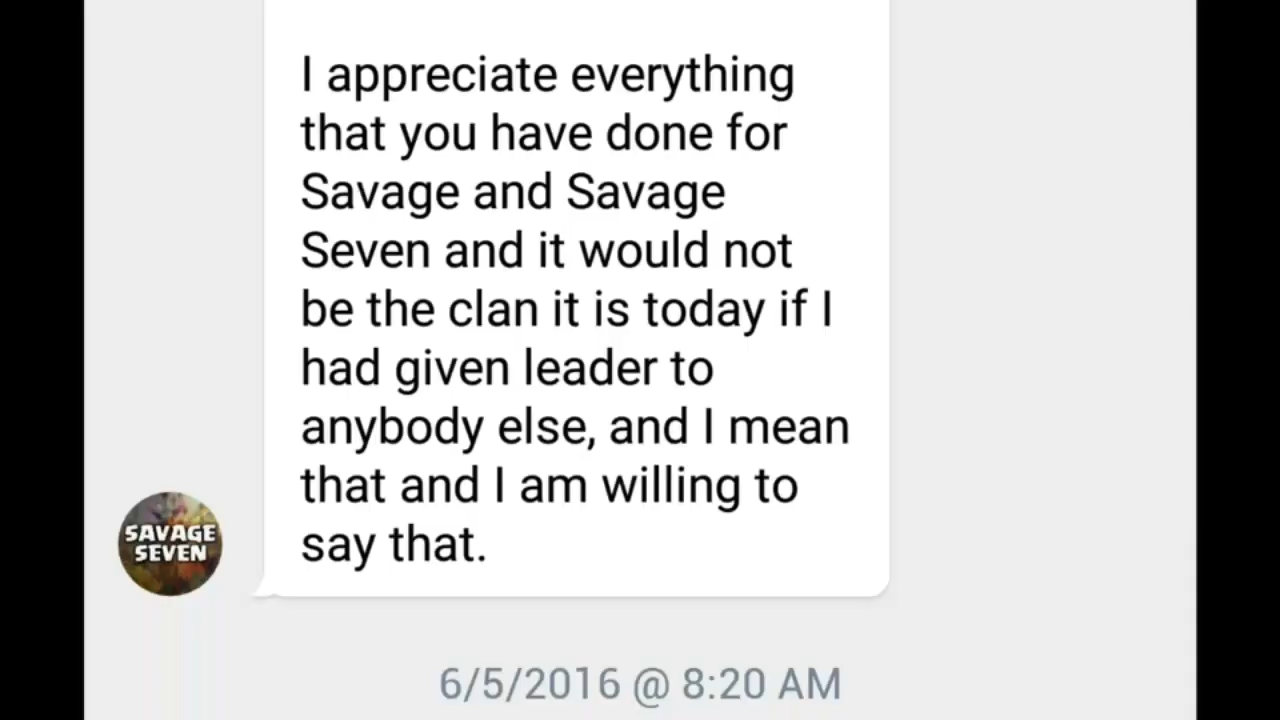 I appreciate everything
that you have done for
Savage and Savage
Seven and it would not
be the clan it is today if I
had given leader to
anybody else, and I mean
that and I am willing to
say that.
SAVAGE
SEVEN
6/5/2016 @ 8:20 AM